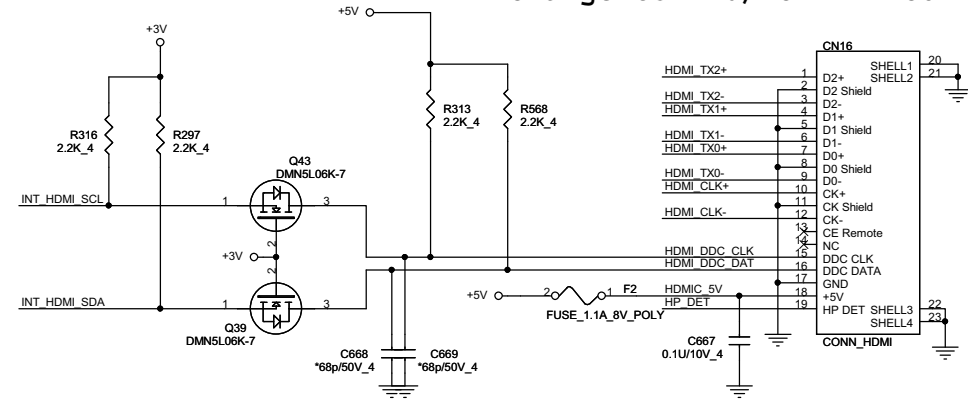 +5V
+3V
CN16
SHELL1 20
SHELL2 21
HDMI_TX2+ 1 D2+
2 D2 Shield
HDMI_TX2- 3 D2-
HDMI_TX1+ 4 D1+
5 D1 Shield
HDMI_TX1- 6 D1-
HDMI_TX0+ 7 D0+
8 D0 Shield
HDMI_TX0- 9 D0-
HDMI_CLK+ 10 CK+
11 CK Shield
HDMI_CLK- 12 CK-
13 CE Remote
14 NC
HDMI_DDC_CLK 15 DDC CLK
HDMI_DDC_DAT 16 DDC DATA
17 GND
HDMIC_5V 18 +5V
HP_DET 19 HP DET SHELL3 22
SHELL4 23
CONN_HDMI
R316
2.2K_4
R297
2.2K_4
R313
2.2K_4
R568
2.2K_4
Q43
DMN5L06K-7
INT_HDMI_SCL 1 3
2
+3V
2
INT_HDMI_SDA 1 3
Q39
DMN5L06K-7
+5V 2 1 F2
FUSE_1.1A_8V_POLY
C668
*68p/50V_4
C669
*68p/50V_4
C667
0.1U/10V_4